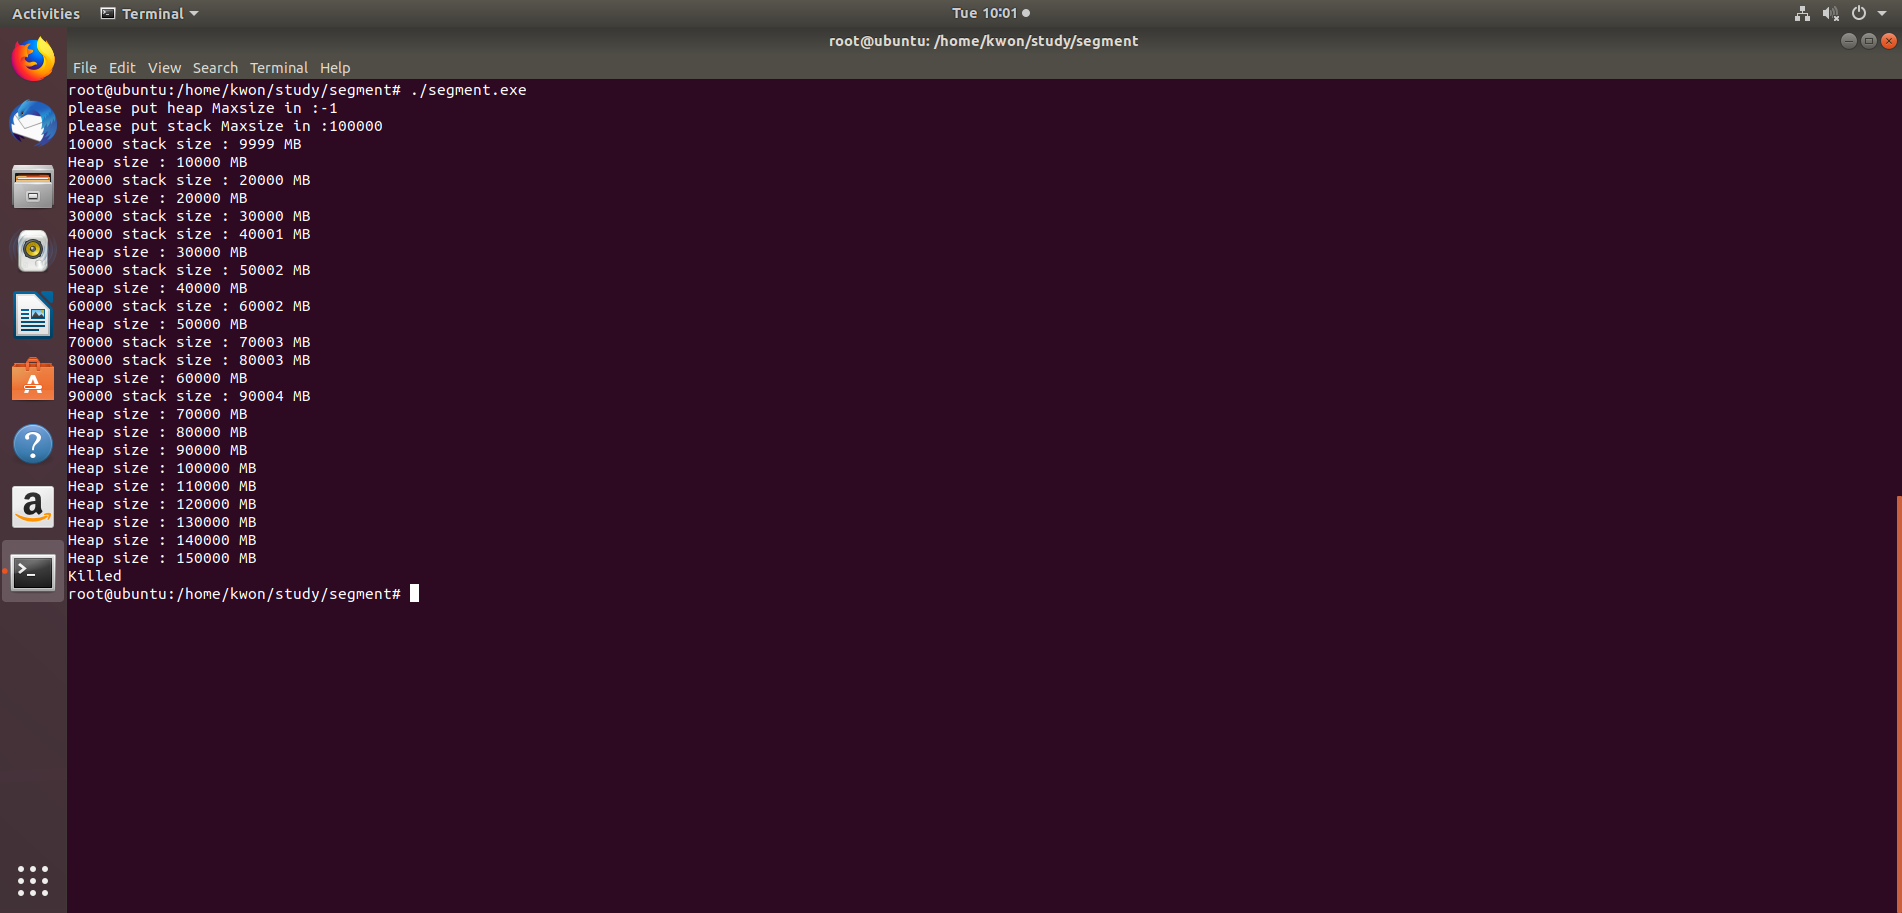 Activities Terminal Tue 10:01
root@ubuntu: /home/kwon/study/segment
File Edit View Search Terminal Help
root@ubuntu:/home/kwon/study/segment# ./segment.exe
please put heap Maxsize in :-1
please put stack Maxsize in :100000
10000 stack size : 9999 MB
Heap size : 10000 MB
20000 stack size : 20000 MB
Heap size : 20000 MB
30000 stack size : 30000 MB
40000 stack size : 40001 MB
Heap size : 30000 MB
50000 stack size : 50002 MB
Heap size : 40000 MB
60000 stack size : 60002 MB
Heap size : 50000 MB
70000 stack size : 70003 MB
80000 stack size : 80003 MB
Heap size : 60000 MB
90000 stack size : 90004 MB
Heap size : 70000 MB
Heap size : 80000 MB
Heap size : 90000 MB
Heap size : 100000 MB
Heap size : 110000 MB
Heap size : 120000 MB
Heap size : 130000 MB
Heap size : 140000 MB
Heap size : 150000 MB
Killed
root@ubuntu:/home/kwon/study/segment#